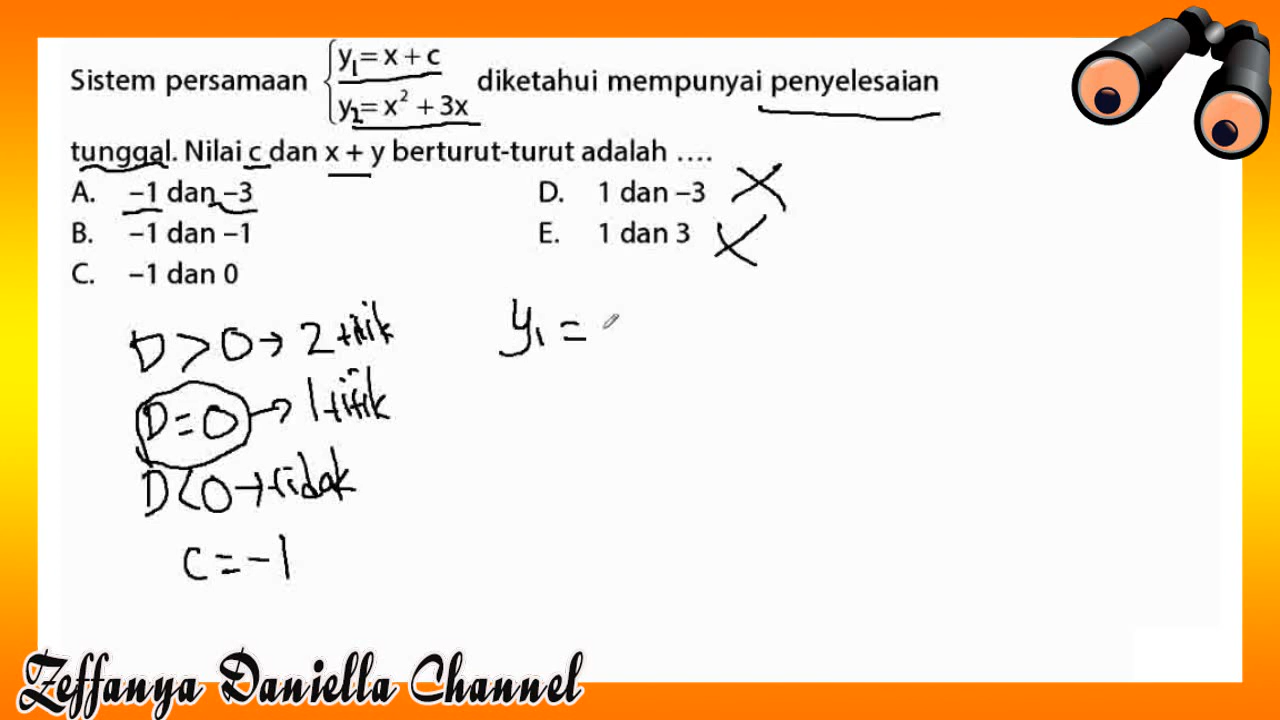 y₁= x + c
Sistem persamaan diketahui mempunyai penyelesaian
y₂= x² + 3x
tunggal. Nilai c dan x + y berturut-turut adalah ....
A. –1 dan –3
B. –1 dan –1
C. –1 dan 0
D. 1 dan –3
E. 1 dan 3
D > 0 → 2 titik
D = 0 → 1 titik
D < 0 → tidak
c = -1
y₁ =
Zeffanya Daniella Channel